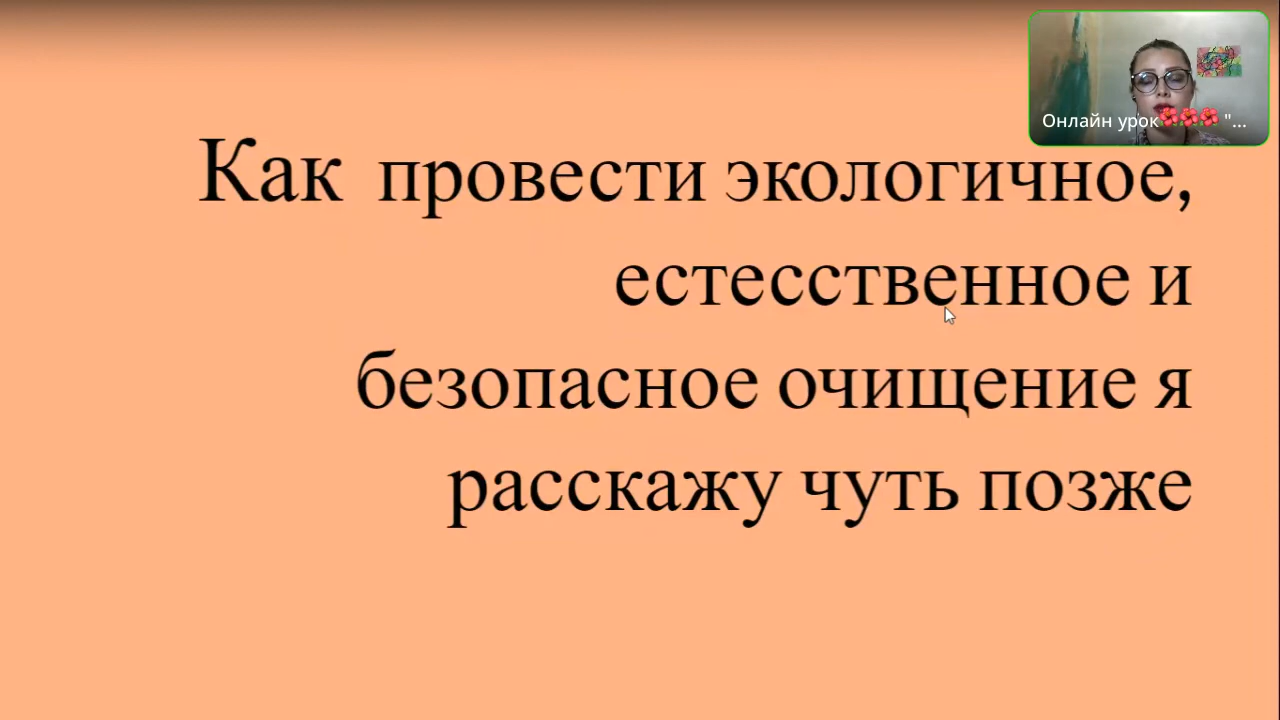 Онлайн урок🌺🌺🌺 "...
Как провести экологичное,
естесственное и
безопасное очищение я
расскажу чуть позже